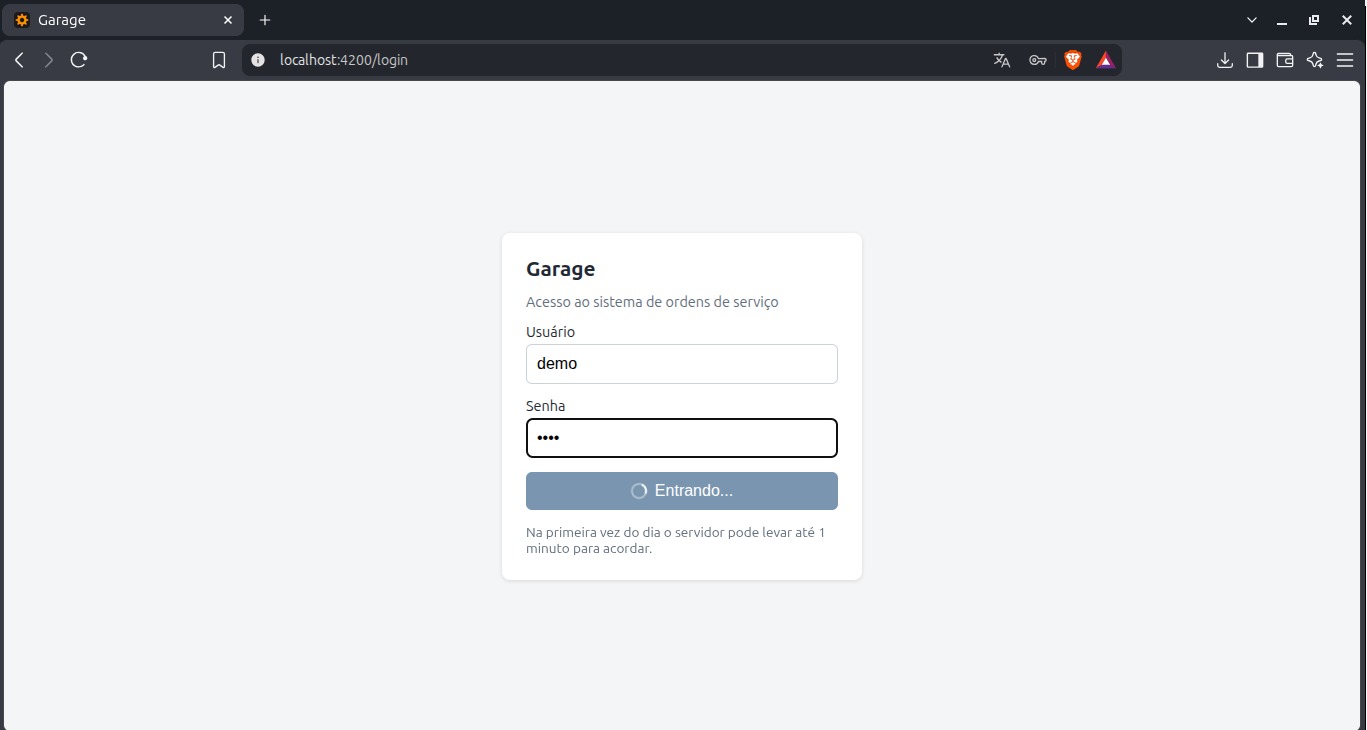 Garage
localhost:4200/login
Garage
Acesso ao sistema de ordens de serviço
Usuário
demo
Senha
••••
Entrando...
Na primeira vez do dia o servidor pode levar até 1
minuto para acordar.